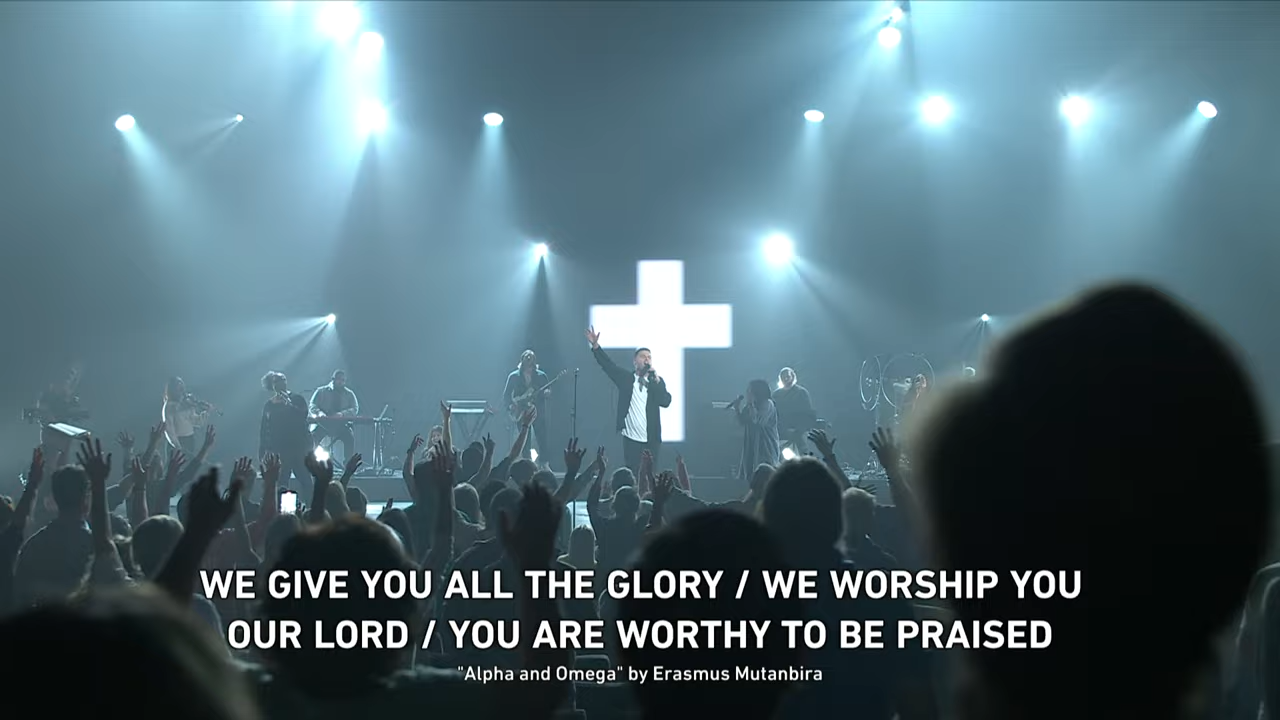 WE GIVE YOU ALL THE GLORY / WE WORSHIP YOU
OUR LORD / YOU ARE WORTHY TO BE PRAISED
"Alpha and Omega" by Erasmus Mutanbira